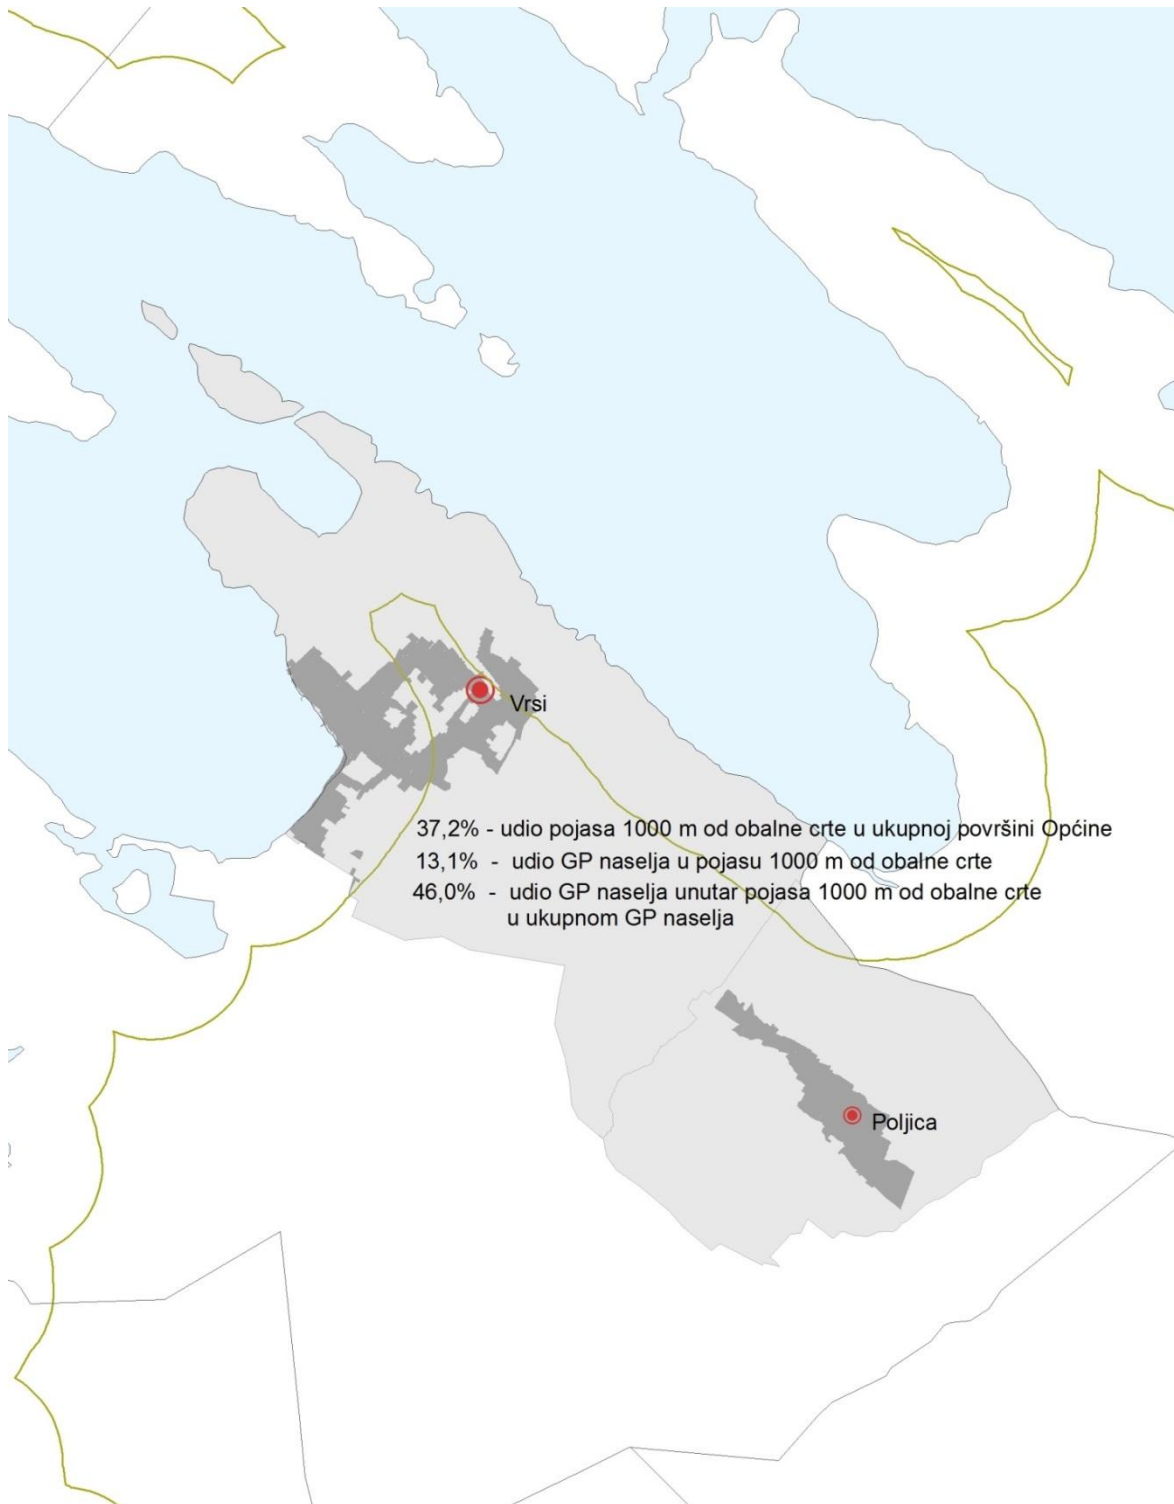 Vrsi
37,2% - udio pojasa 1000 m od obalne crte u ukupnoj površini Općine
13,1% - udio GP naselja u pojasu 1000 m od obalne crte
46,0% - udio GP naselja unutar pojasa 1000 m od obalne crte
u ukupnom GP naselja
Poljica